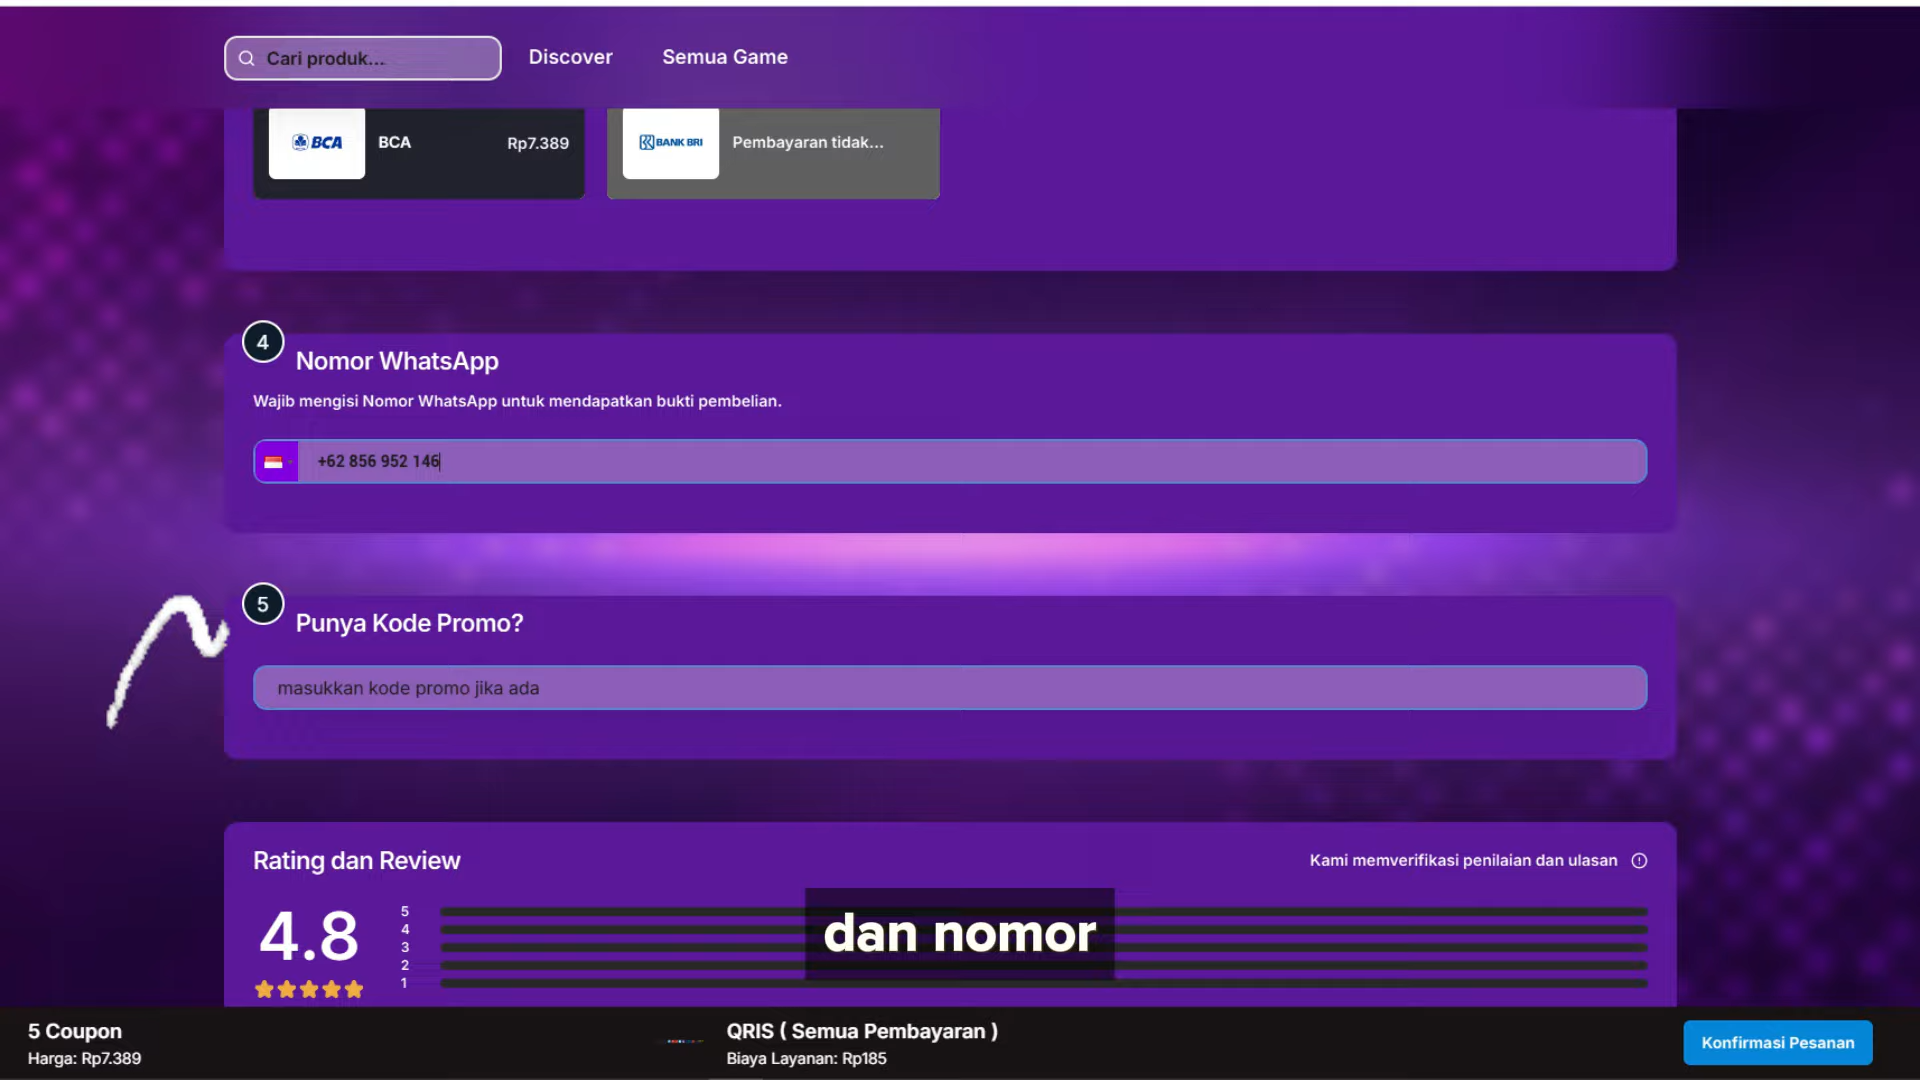 Cari produk...
Discover
Semua Game
BCA
BCA
Rp7.389
BANK BRI
Pembayaran tidak...
4
Nomor WhatsApp
Wajib mengisi Nomor WhatsApp untuk mendapatkan bukti pembelian.
+62 856 952 146
5
Punya Kode Promo?
masukkan kode promo jika ada
Rating dan Review
Kami memverifikasi penilaian dan ulasan
4.8
5
4
3
2
1
dan nomor
5 Coupon
Harga: Rp7.389
QRIS ( Semua Pembayaran )
Biaya Layanan: Rp185
Konfirmasi Pesanan